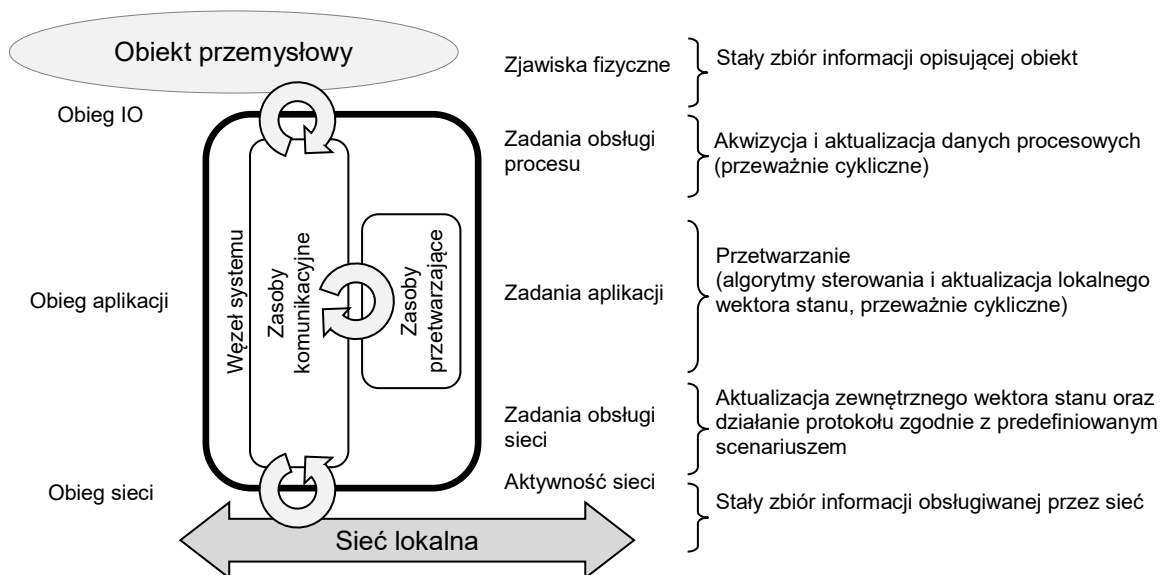 Obiekt przemysłowy
Zjawiska fizyczne
Stały zbiór informacji opisującej obiekt
Obieg IO
Zadania obsługi
procesu
Akwizycja i aktualizacja danych procesowych
(przeważnie cykliczne)
Węzeł systemu
Zasoby
komunikacyjne
Zasoby
przetwarzające
Obieg aplikacji
Zadania aplikacji
Przetwarzanie
(algorytmy sterowania i aktualizacja lokalnego
wektora stanu, przeważnie cykliczne)
Zadania obsługi
sieci
Aktualizacja zewnętrznego wektora stanu oraz
działanie protokołu zgodnie z predefiniowanym
scenariuszem
Obieg sieci
Aktywność sieci
Stały zbiór informacji obsługiwanej przez sieć
Sieć lokalna